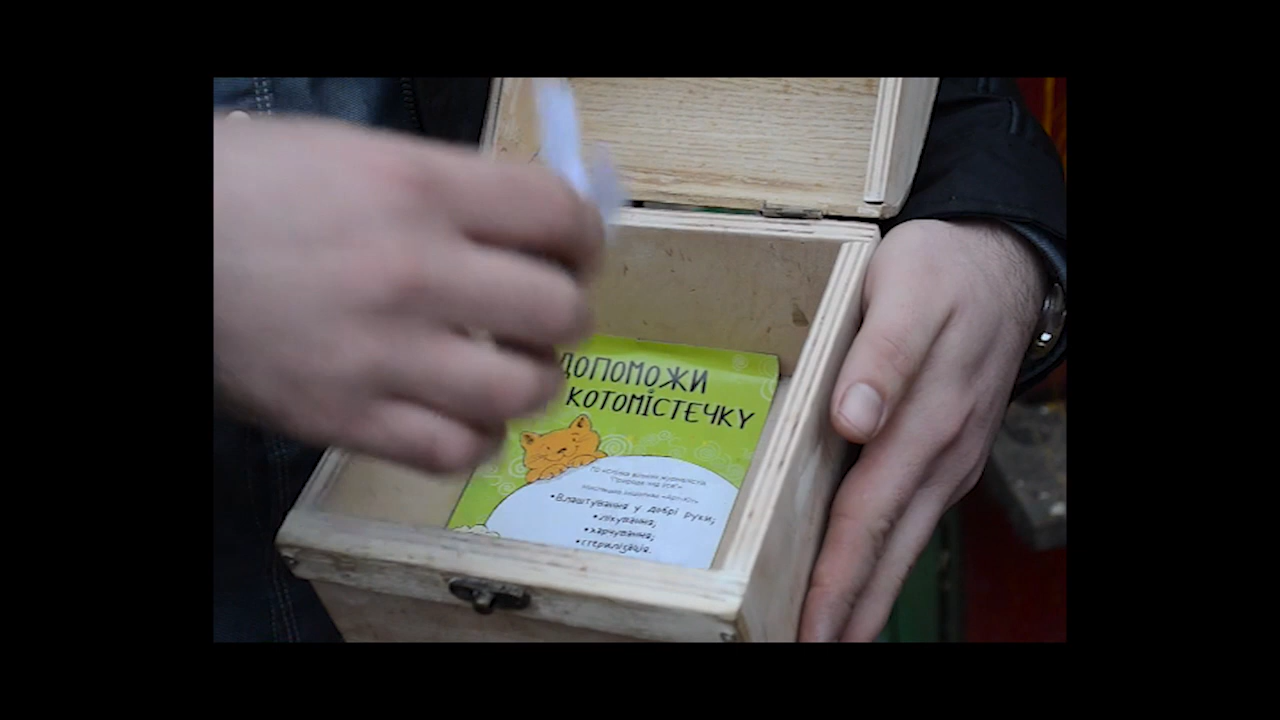 ДОПОМОЖИ
КОТОМІСТЕЧКУ
•Влаштування у добрі руки;
•лікування;
•харчування;
•стерилізація.